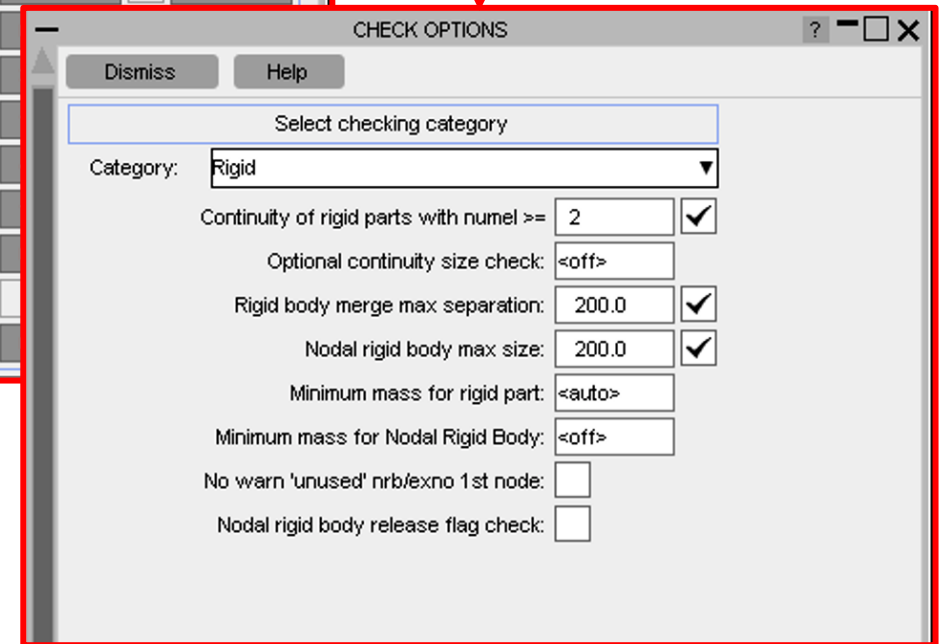 CHECK OPTIONS ?
Dismiss Help
Select checking category
Category: Rigid
Continuity of rigid parts with numel >= 2
Optional continuity size check: <off>
Rigid body merge max separation: 200.0
Nodal rigid body max size: 200.0
Minimum mass for rigid part: <auto>
Minimum mass for Nodal Rigid Body: <off>
No warn 'unused' nrb/exno 1st node:
Nodal rigid body release flag check: